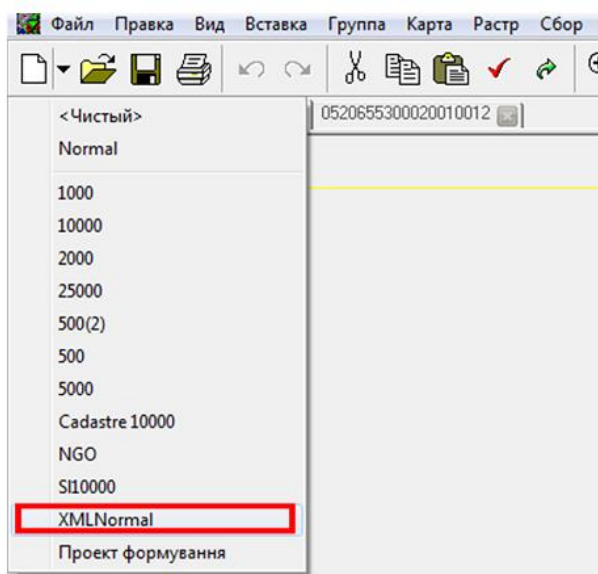 Файл Правка Вид Вставка Группа Карта Растр Сбор
0520655300020010012
<Чистый>
Normal
1000
10000
2000
25000
500(2)
500
5000
Cadastre 10000
NGO
SI10000
XMLNormal
Проект формування